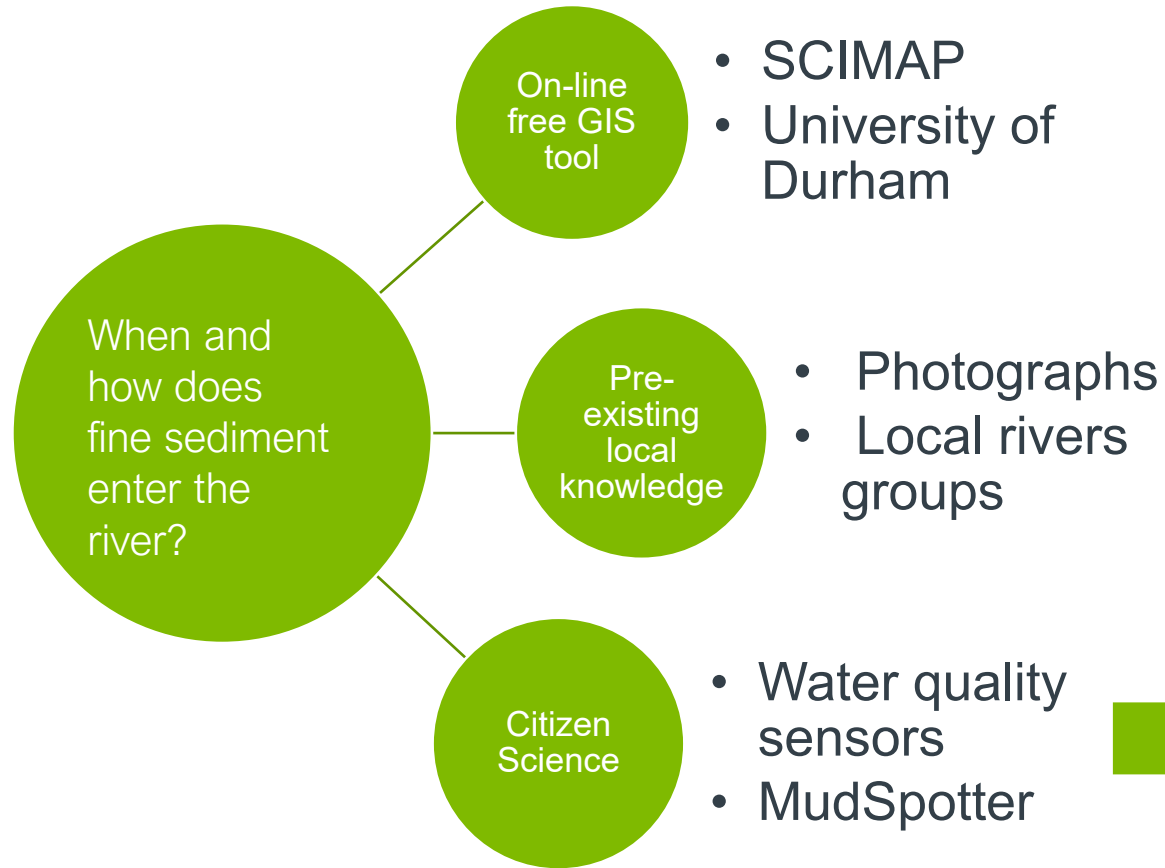 When and
how does
fine sediment
enter the
river?
On-line
free GIS
tool
• SCIMAP
• University of
Durham
Pre-
existing
local
knowledge
• Photographs
• Local rivers
groups
Citizen
Science
• Water quality
sensors
• MudSpotter